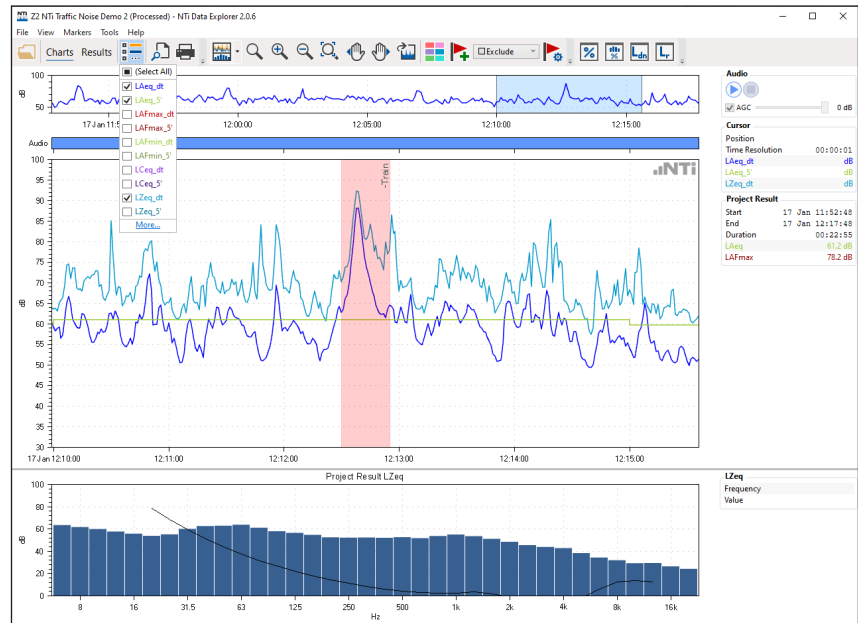 Z2 NTi Traffic Noise Demo 2 (Processed) - NTi Data Explorer 2.0.6
File View Markers Tools Help
Charts Results Exclude % % Ldn Lr
(Select All)
LAeq_dt
LAeq_5'
LAFmax_dt
LAFmax_5'
LAFmin_dt
LAFmin_5'
LCeq_dt
LCeq_5'
LZeq_dt
LZeq_5'
More...
100
dB
50
12:00:00 12:05:00 12:10:00 12:15:00
Audio
100
95
90
85
80
75
70
65
60
55
50
45
40
35
30
dB
-Train
NTi
17 Jan 12:10:00 12:11:00 12:12:00 12:13:00 12:14:00 12:15:00
Project Result LZeq
100
80
60
40
20
0
dB
8 16 31.5 63 125 250 500 1k 2k 4k 8k 16k
Hz
Audio
AGC 0 dB
Cursor
Position
Time Resolution 00:00:01
LAeq_dt dB
LAeq_5' dB
LZeq_dt dB
Project Result
Start 17 Jan 11:52:48
End 17 Jan 12:17:48
Duration 00:22:55
LAeq 61.2 dB
LAFmax 78.2 dB
LZeq
Frequency
Value